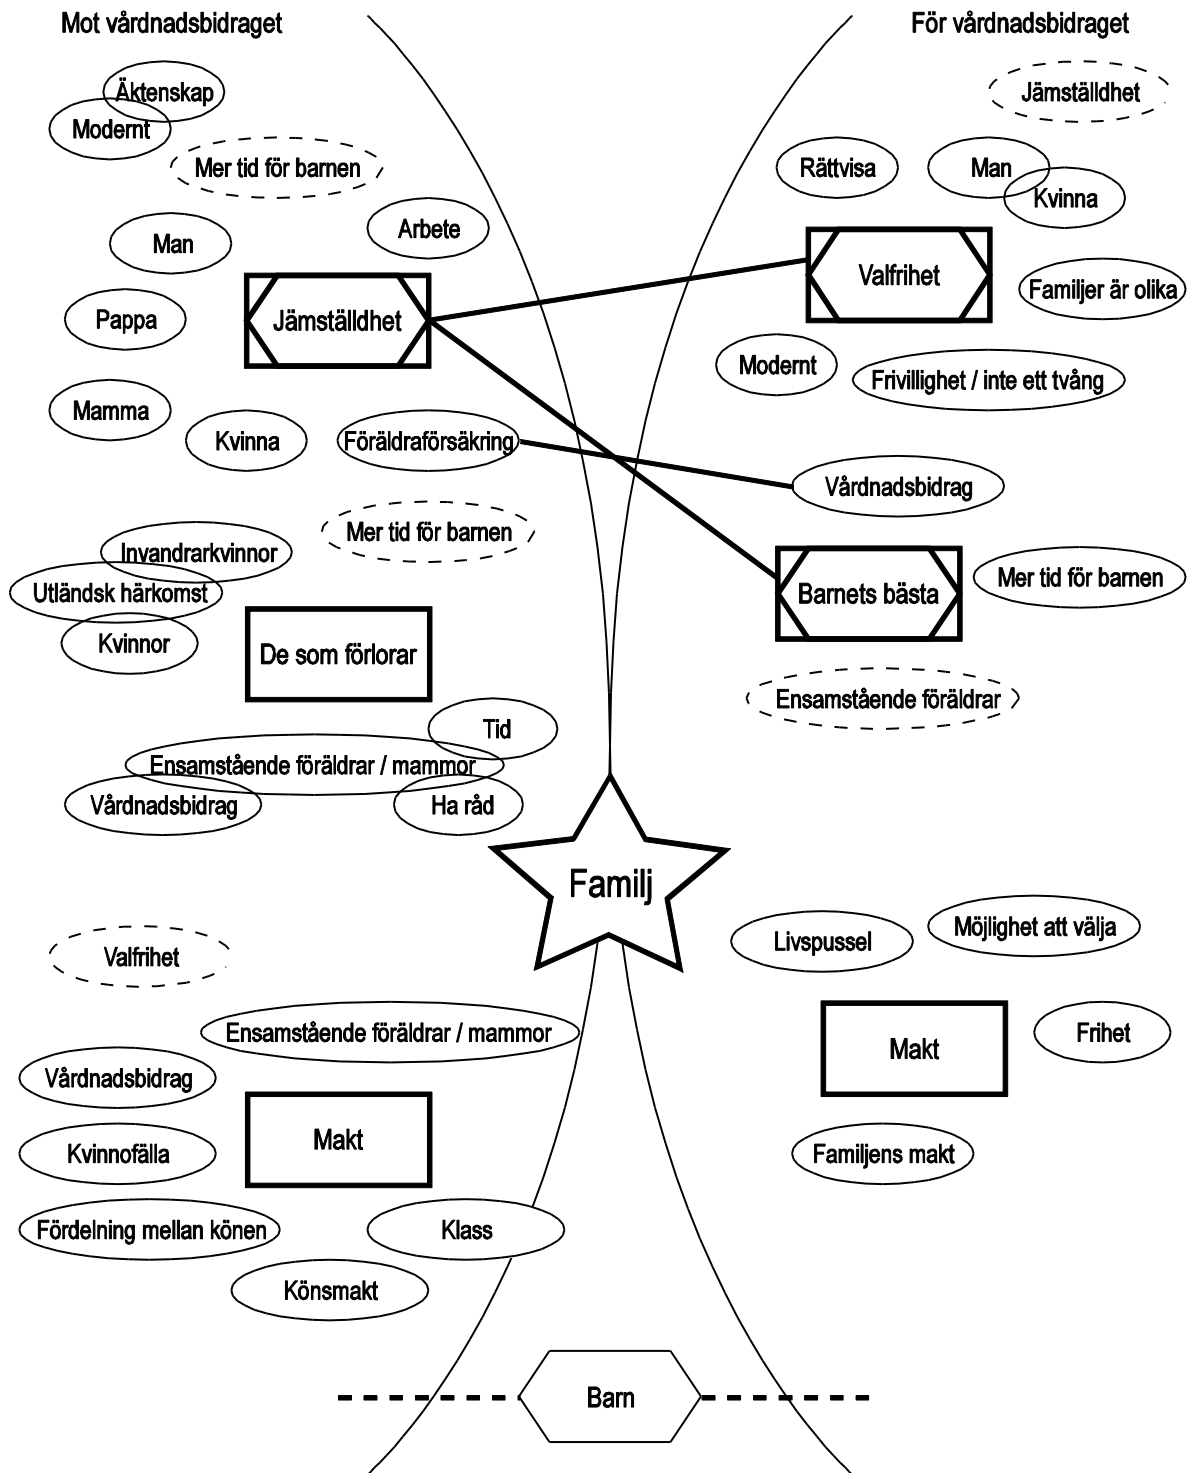 Mot vårdnadsbidraget
För vårdnadsbidraget
Äktenskap
Modernt
Mer tid för barnen
Man
Arbete
Pappa
Jämställdhet
Mamma
Kvinna
Föräldraförsäkring
Mer tid för barnen
Invandrarkvinnor
Utländsk härkomst
Kvinnor
De som förlorar
Tid
Ensamstående föräldrar / mammor
Vårdnadsbidrag
Ha råd
Jämställdhet
Rättvisa
Man
Kvinna
Valfrihet
Familjer är olika
Modernt
Frivillighet / inte ett tvång
Vårdnadsbidrag
Barnets bästa
Mer tid för barnen
Ensamstående föräldrar
Familj
Valfrihet
Ensamstående föräldrar / mammor
Vårdnadsbidrag
Makt
Kvinnofälla
Fördelning mellan könen
Klass
Könsmakt
Livspussel
Möjlighet att välja
Makt
Frihet
Familjens makt
Barn